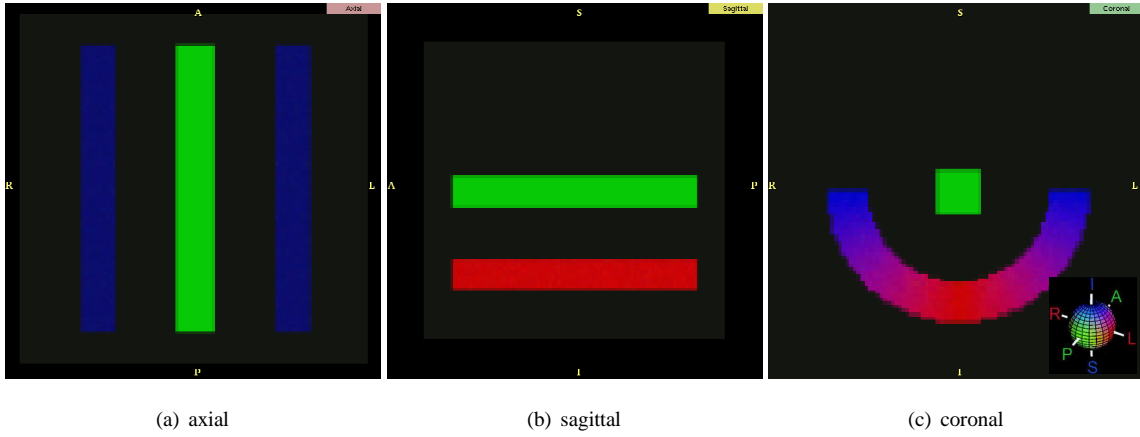 A
Axial
R
L
P
S
Sagittal
A
P
I
S
Coronal
R
L
I
I
A
R
L
P
S
(a) axial
(b) sagittal
(c) coronal